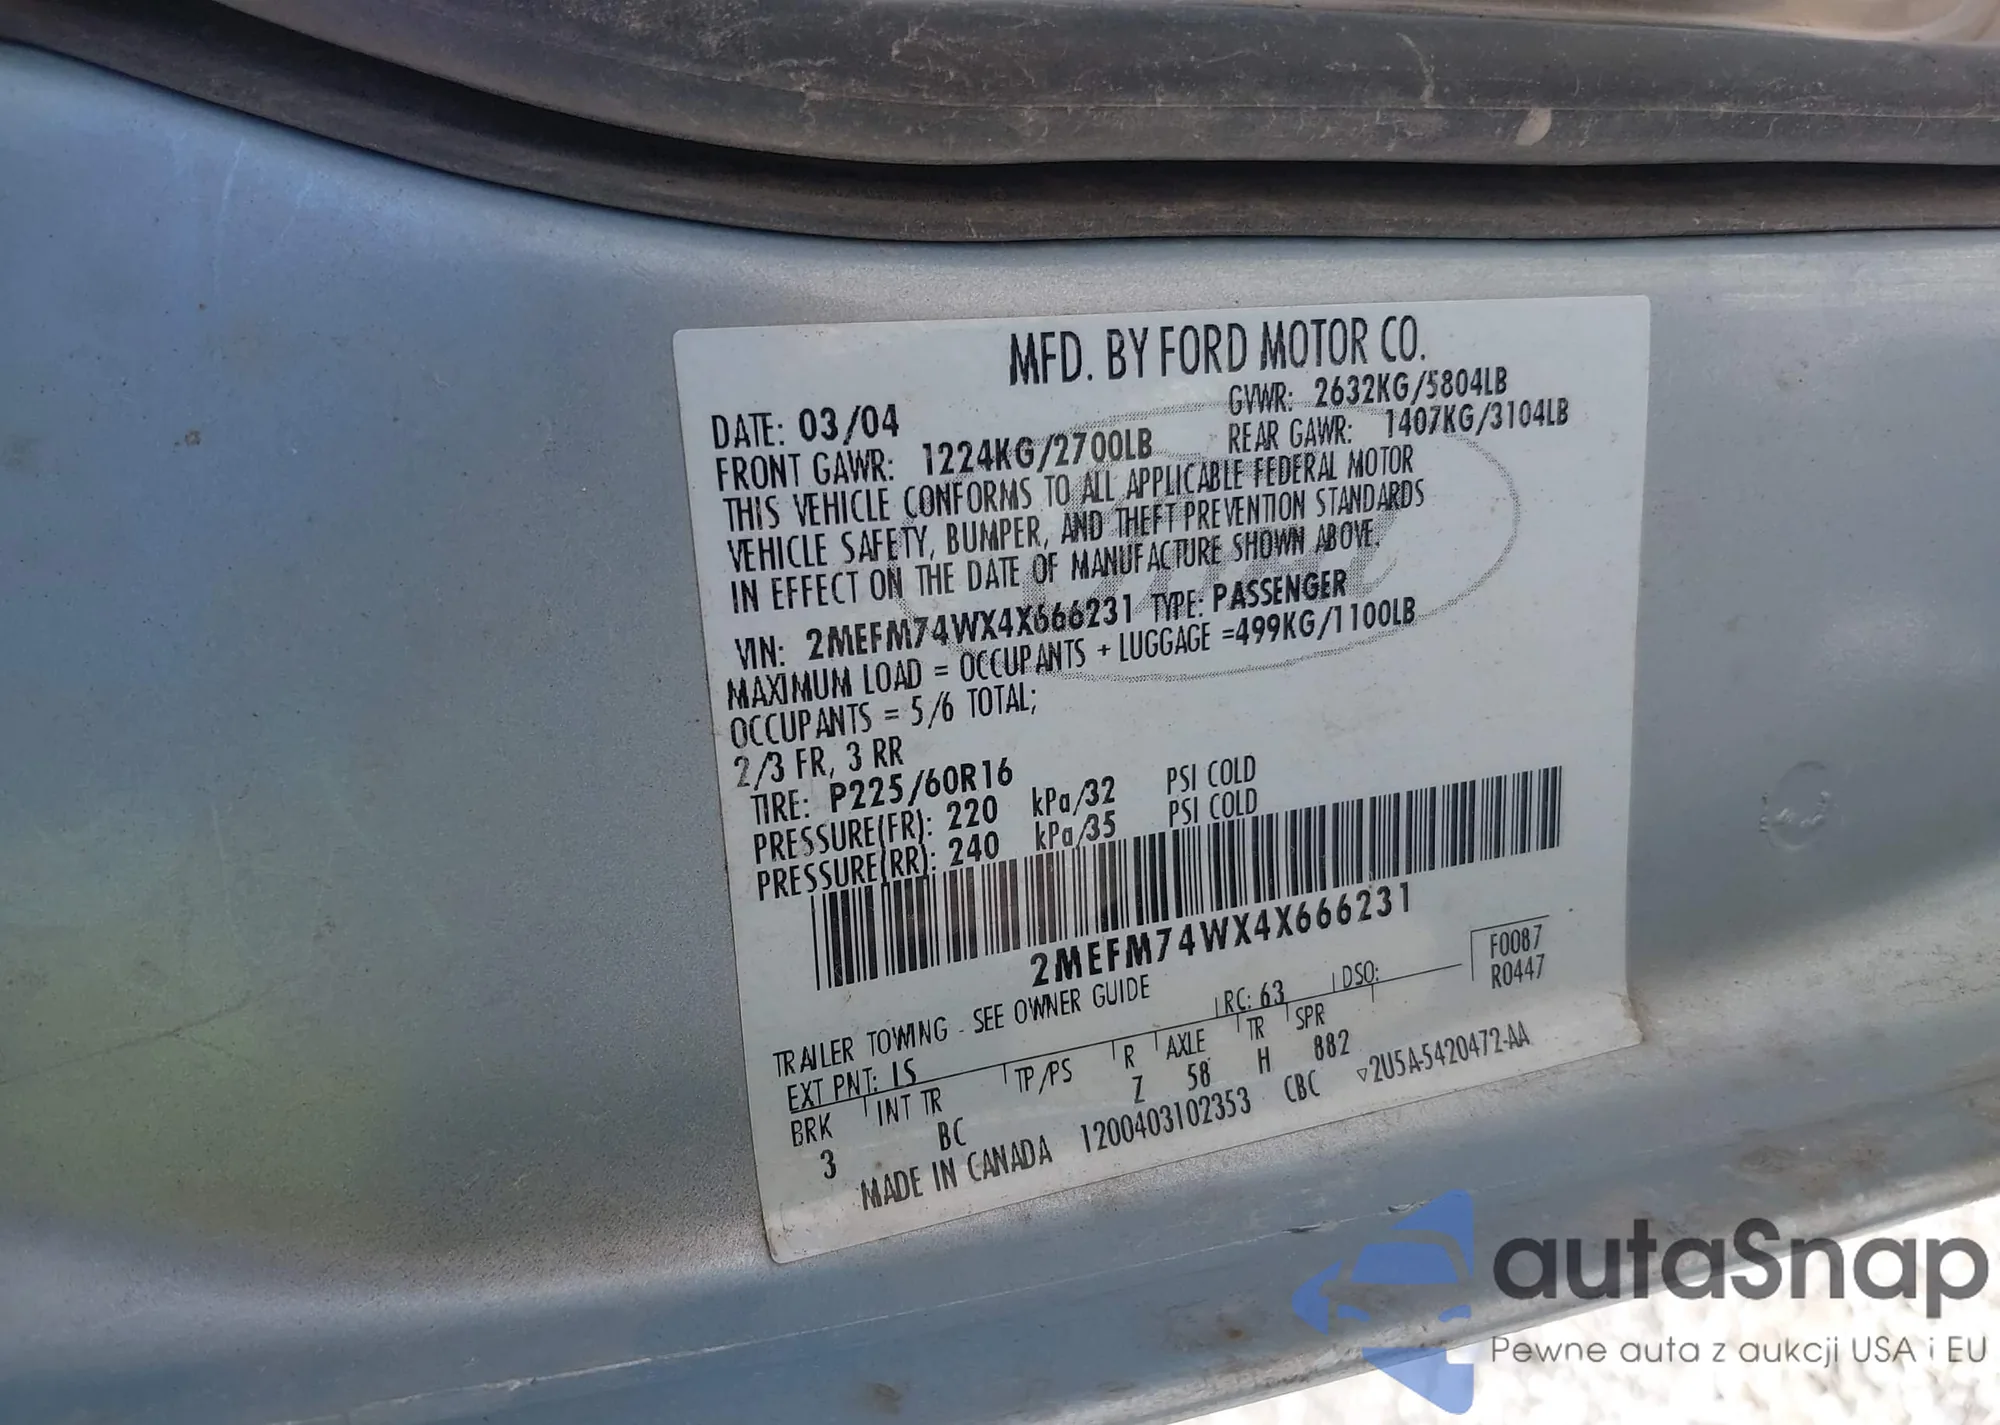 MFD. BY FORD MOTOR CO.
DATE: 03/04 GVWR: 2632KG/5804LB
FRONT GAWR: 1224KG/2700LB REAR GAWR: 1407KG/3104LB
THIS VEHICLE CONFORMS TO ALL APPLICABLE FEDERAL MOTOR
VEHICLE SAFETY, BUMPER, AND THEFT PREVENTION STANDARDS
IN EFFECT ON THE DATE OF MANUFACTURE SHOWN ABOVE.
VIN: 2MEFM74WX4X666231 TYPE: PASSENGER
MAXIMUM LOAD = OCCUPANTS + LUGGAGE =499KG/1100LB
OCCUPANTS = 5/6 TOTAL;
2/3 FR, 3 RR
TIRE: P225/60R16
PRESSURE(FR): 220 kPa/32 PSI COLD
PRESSURE(RR): 240 kPa/35 PSI COLD
2MEFM74WX4X666231
TRAILER TOWING - SEE OWNER GUIDE
F0087
EXT PNT: IS RC: 63 DSO: R0447
BRK INT TR TP/PS R AXLE TR SPR
3 BC Z 58 H 882
MADE IN CANADA 1200403102353 CBC ▽2U5A-5420472-AA
autaSnap
Pewne auta z aukcji USA i EU